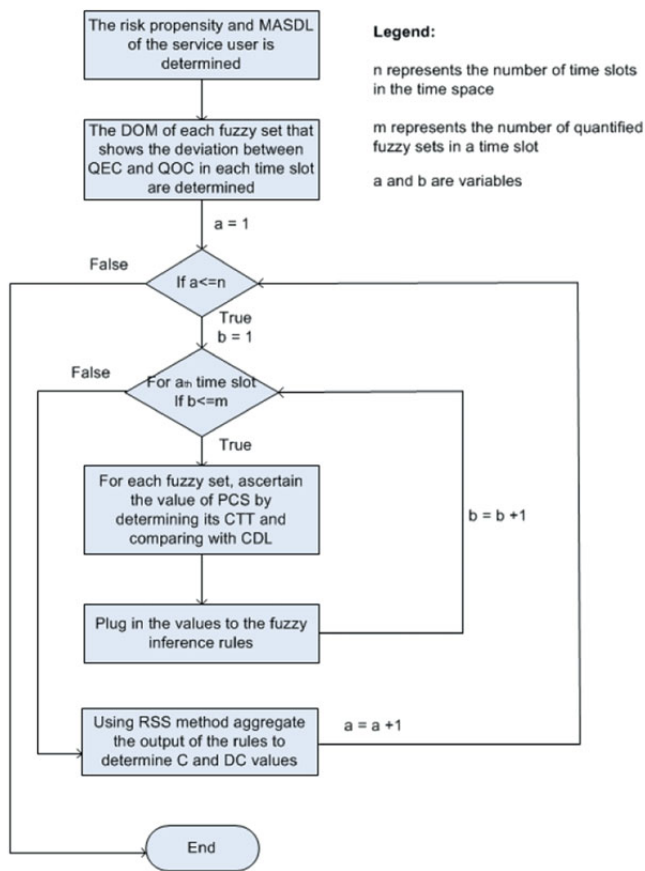 The risk propensity and MASDL
of the service user is
determined
Legend:
n represents the number of time slots
in the time space
m represents the number of quantified
fuzzy sets in a time slot
a and b are variables
The DOM of each fuzzy set that
shows the deviation between
QEC and QOC in each time slot
are determined
a = 1
False
If a<=n
True
b = 1
False
For ath time slot
If b<=m
True
For each fuzzy set, ascertain
the value of PCS by
determining its CTT and
comparing with CDL
b = b +1
Plug in the values to the fuzzy
inference rules
Using RSS method aggregate
the output of the rules to
determine C and DC values
a = a +1
End